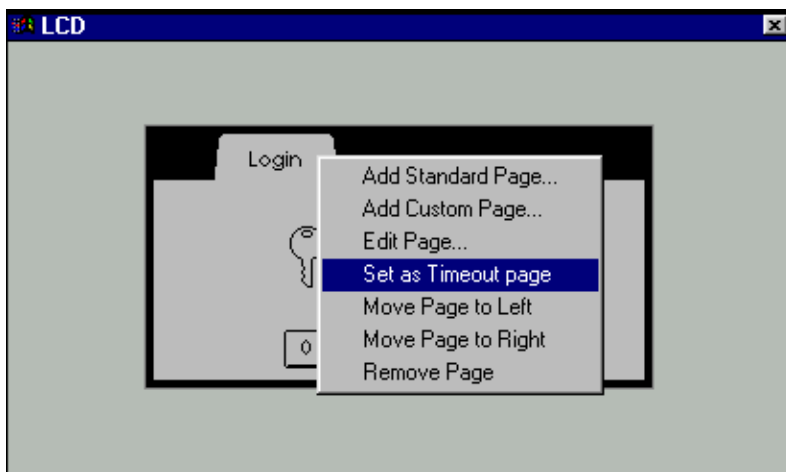 LCD
Login
Add Standard Page...
Add Custom Page...
Edit Page...
Set as Timeout page
Move Page to Left
Move Page to Right
Remove Page
0